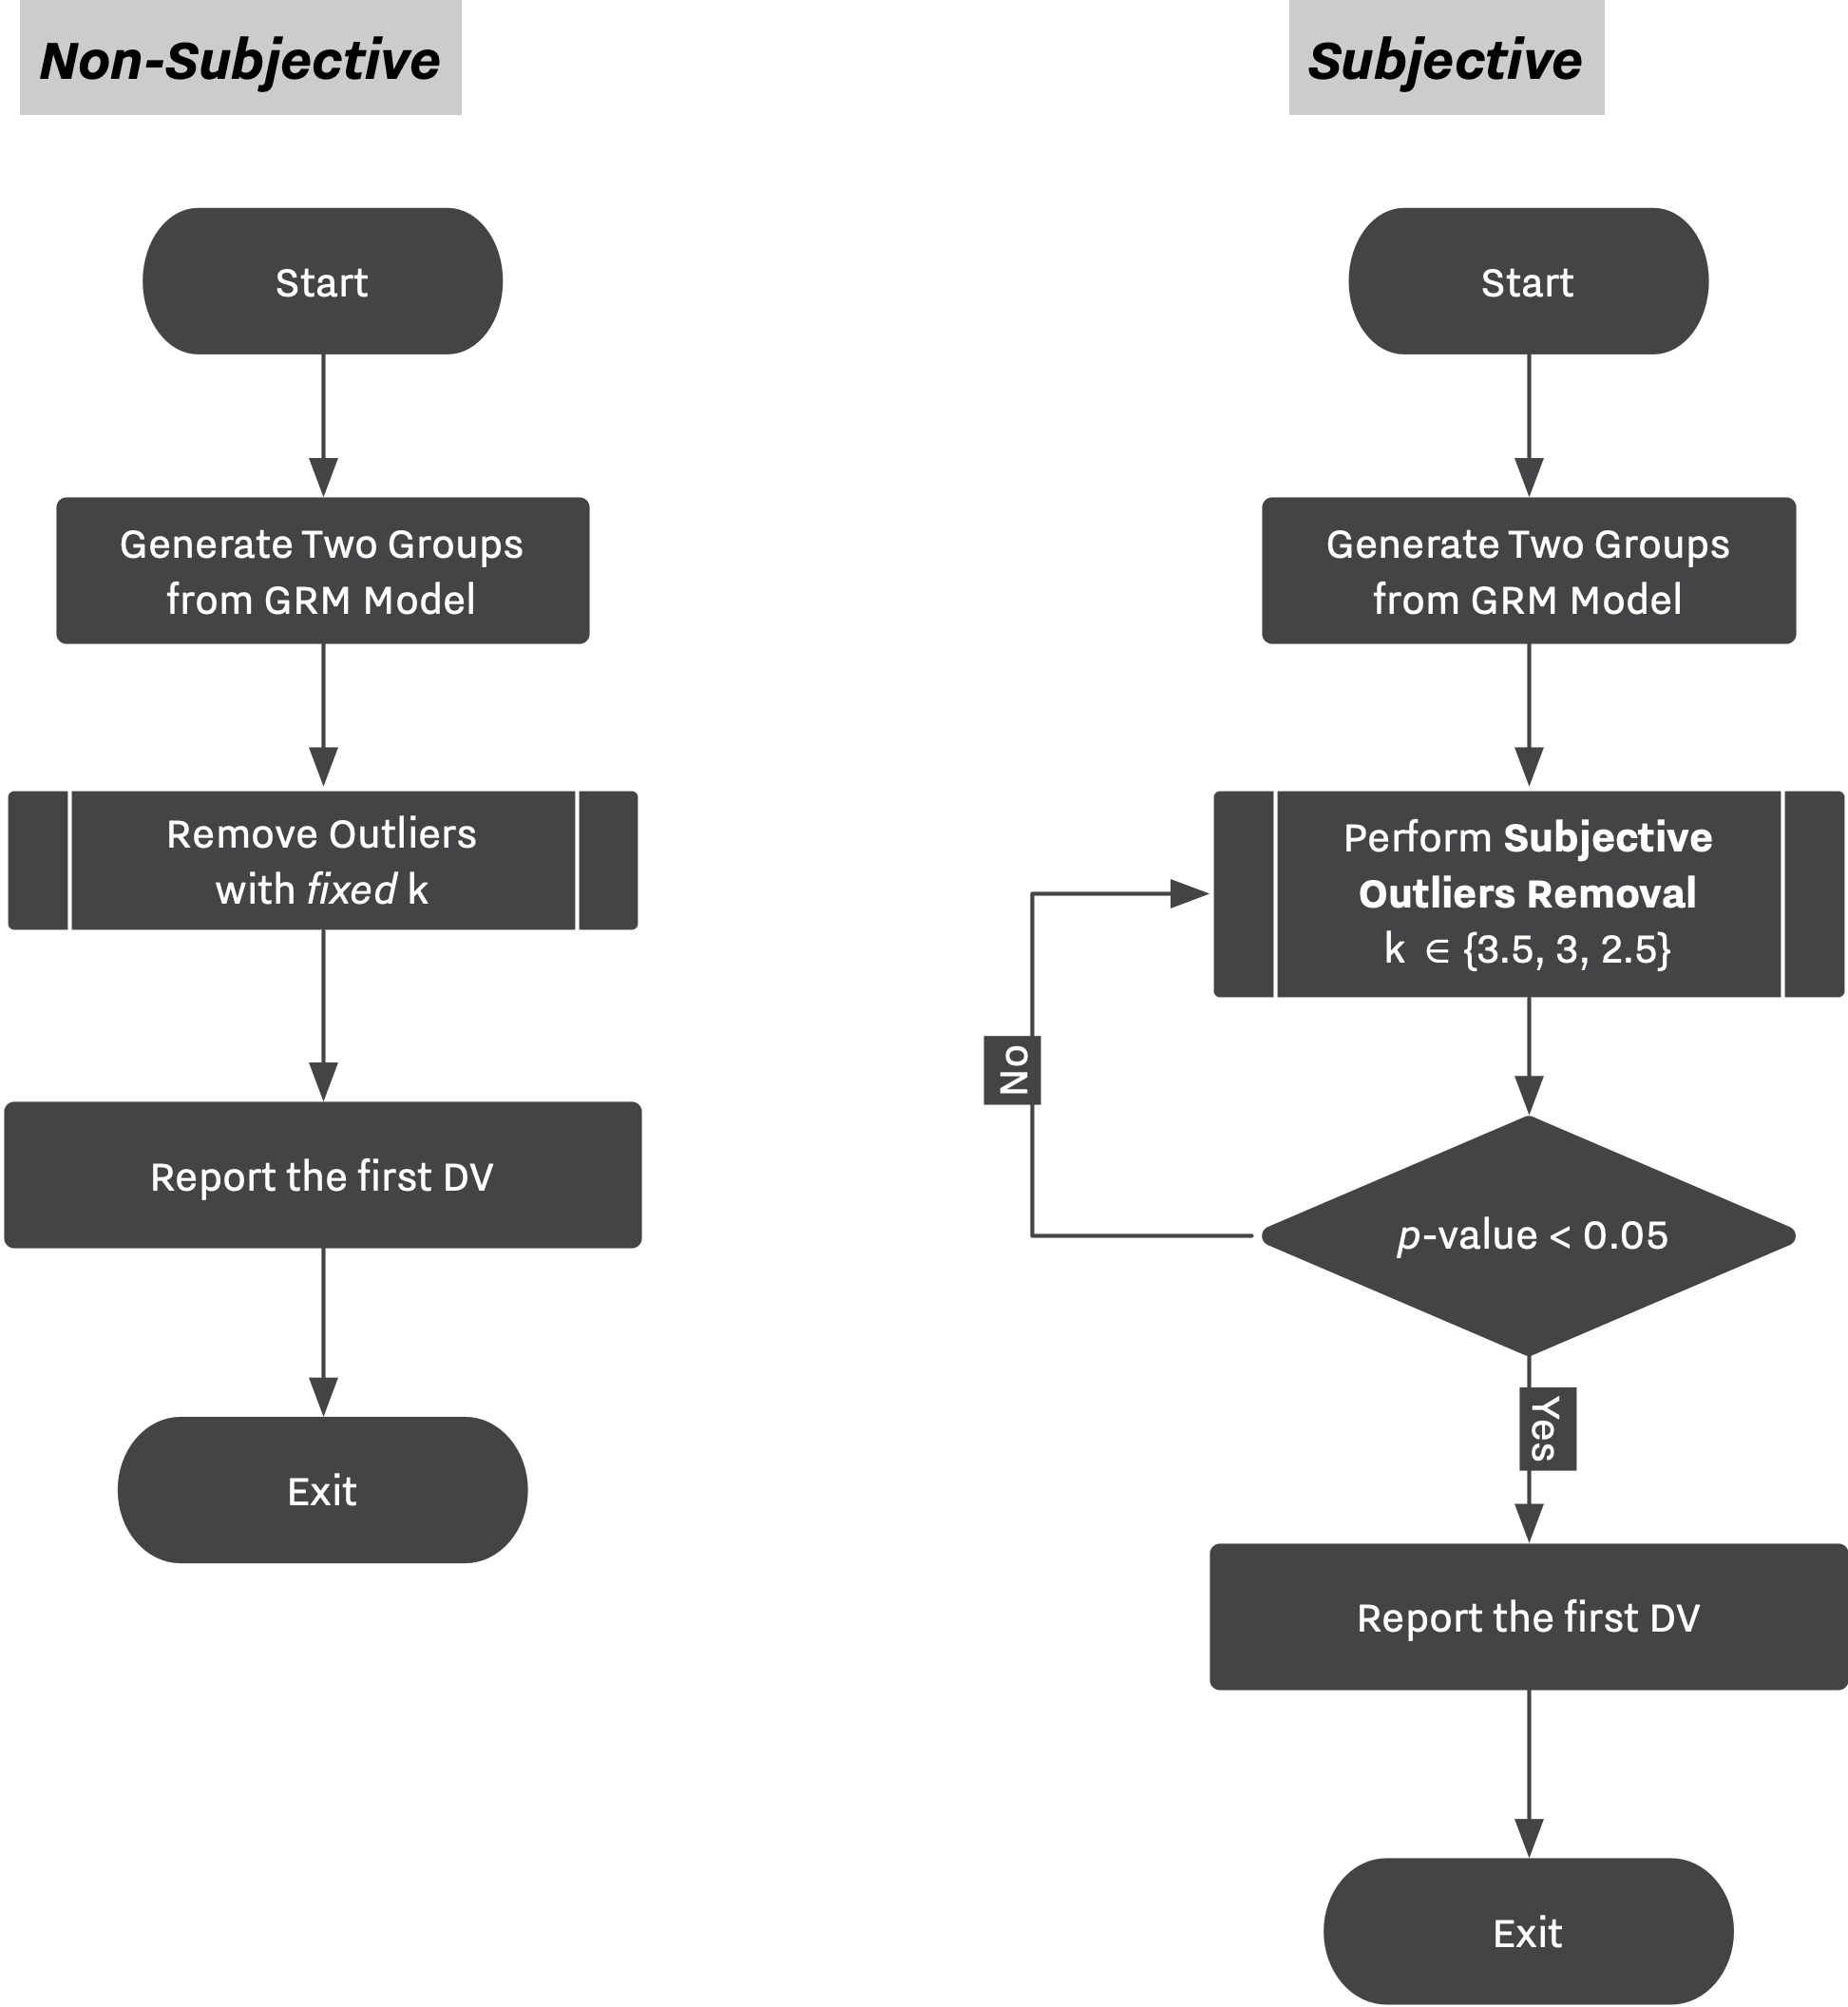 Non-Subjective
Start
Generate Two Groups
from GRM Model
Remove Outliers
with fixed k
Report the first DV
Exit
Subjective
Start
Generate Two Groups
from GRM Model
Perform Subjective
Outliers Removal
k ∈ {3.5, 3, 2.5}
No
p-value < 0.05
Yes
Report the first DV
Exit